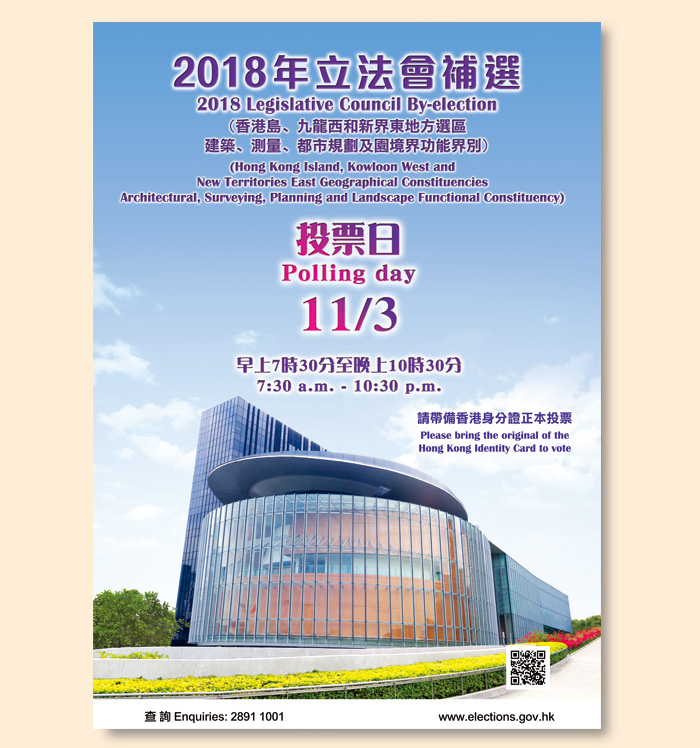 2018年立法會補選
2018 Legislative Council By-election
（香港島、九龍西和新界東地方選區
建築、測量、都市規劃及園境界功能界別）
(Hong Kong Island, Kowloon West and
New Territories East Geographical Constituencies
Architectural, Surveying, Planning and Landscape Functional Constituency)
投票日
Polling day
11/3
早上7時30分至晚上10時30分
7:30 a.m. - 10:30 p.m.
請帶備香港身分證正本投票
Please bring the original of the
Hong Kong Identity Card to vote
查詢 Enquiries: 2891 1001
www.elections.gov.hk